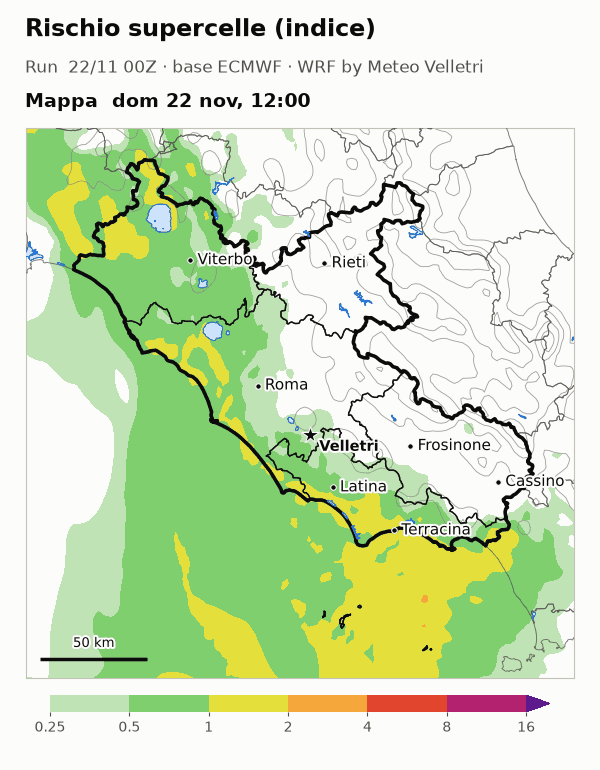 Rischio supercelle (indice)
Run  22/11 00Z · base ECMWF · WRF by Meteo Velletri
Mappa  dom 22 nov, 12:00
Viterbo
Rieti
Roma
Velletri
Frosinone
Cassino
Latina
Terracina
50 km
0.25 0.5 1 2 4 8 16